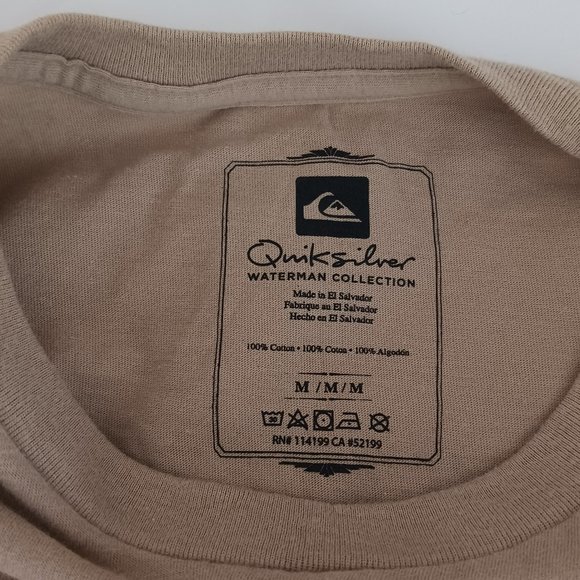 Quiksilver
WATERMAN COLLECTION
Made in El Salvador
Fabrique au El Salvador
Hecho en El Salvador
100% Cotton • 100% Coton • 100% Algodón
M / M / M
30
RN# 114199 CA #52199